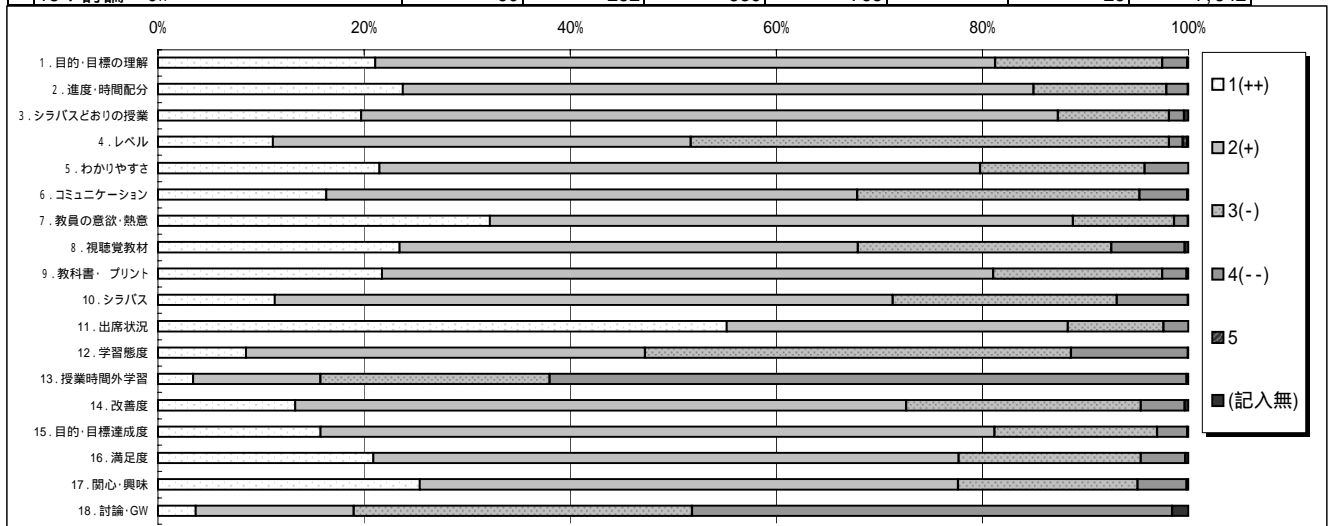 0% 20% 40% 60% 80% 100%
1．目的･目標の理解
2．進度･時間配分
3．シラバスどおりの授業
4．レベル
5．わかりやすさ
6．コミュニケーション
7．教員の意欲･熱意
8．視聴覚教材
9．教科書･ プリント
10．シラバス
11．出席状況
12．学習態度
13．授業時間外学習
14．改善度
15．目的･目標達成度
16．満足度
17．関心･興味
18．討論･GW
1(++)
2(+)
3(-)
4(--)
5
(記入無)